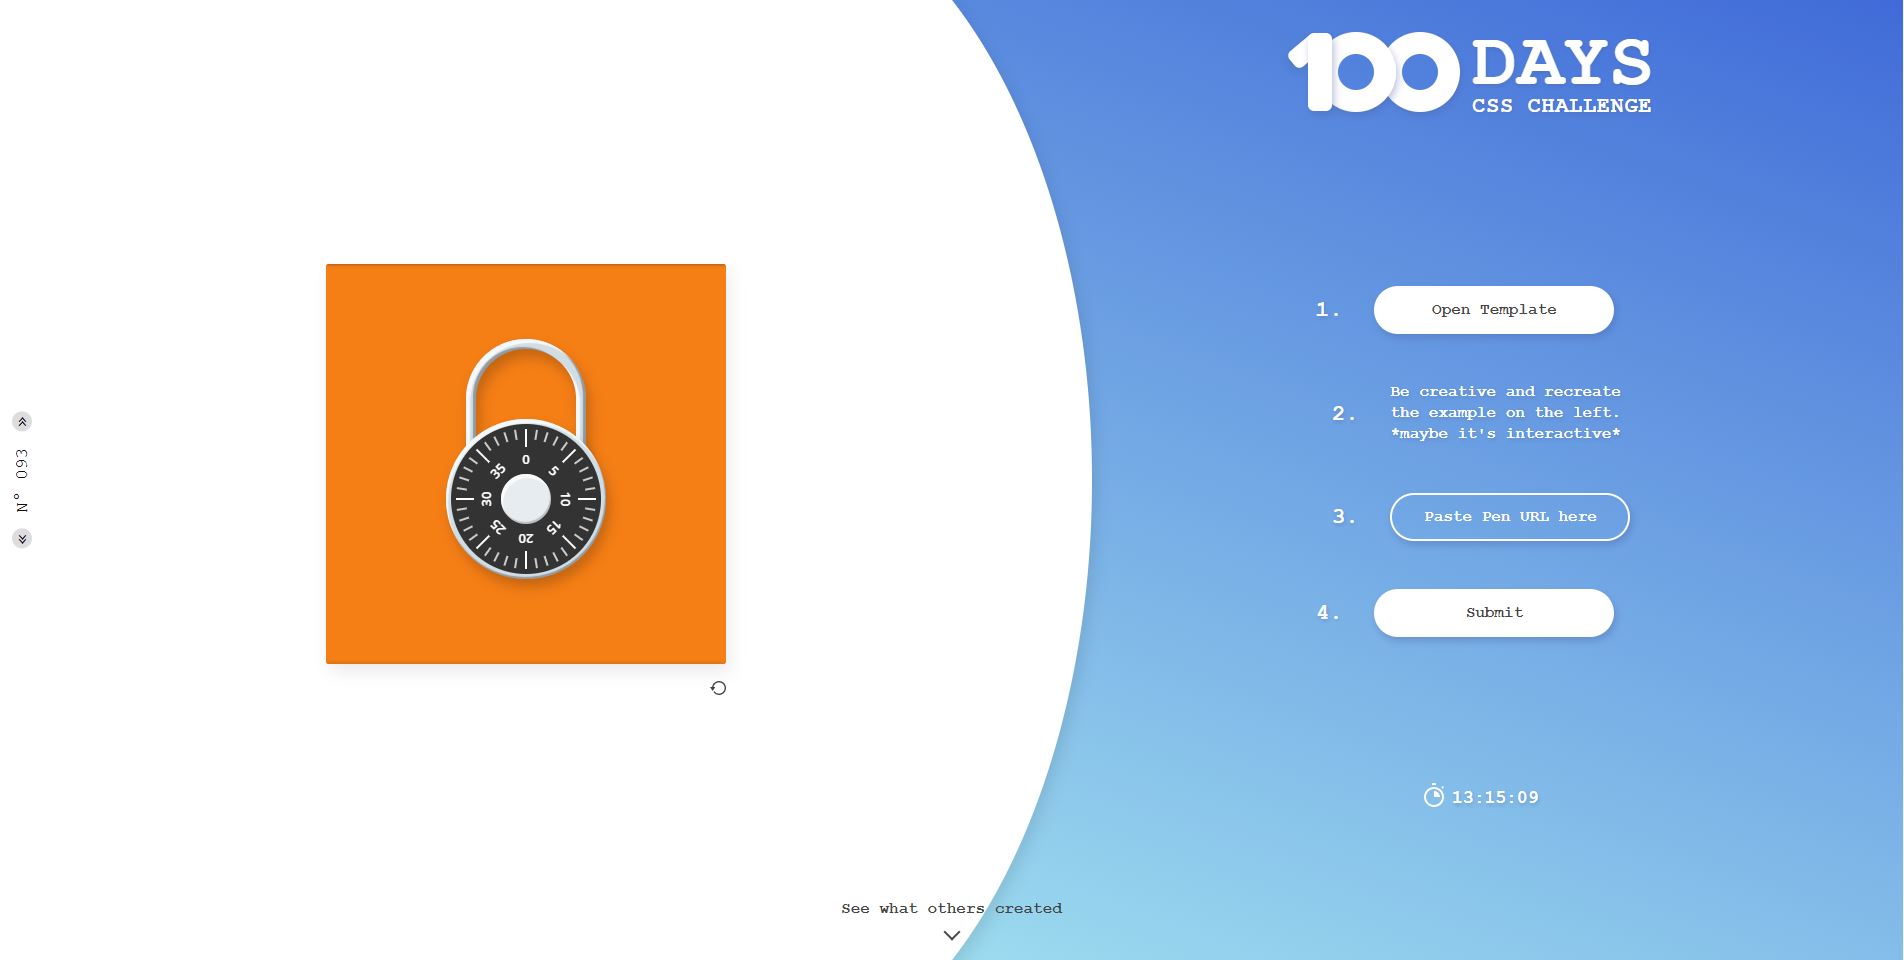 100 DAYS
CSS CHALLENGE
N° 093
0
5
10
15
20
25
30
35
1. Open Template
2. Be creative and recreate
the example on the left.
*maybe it's interactive*
3. Paste Pen URL here
4. Submit
13:15:09
See what others created